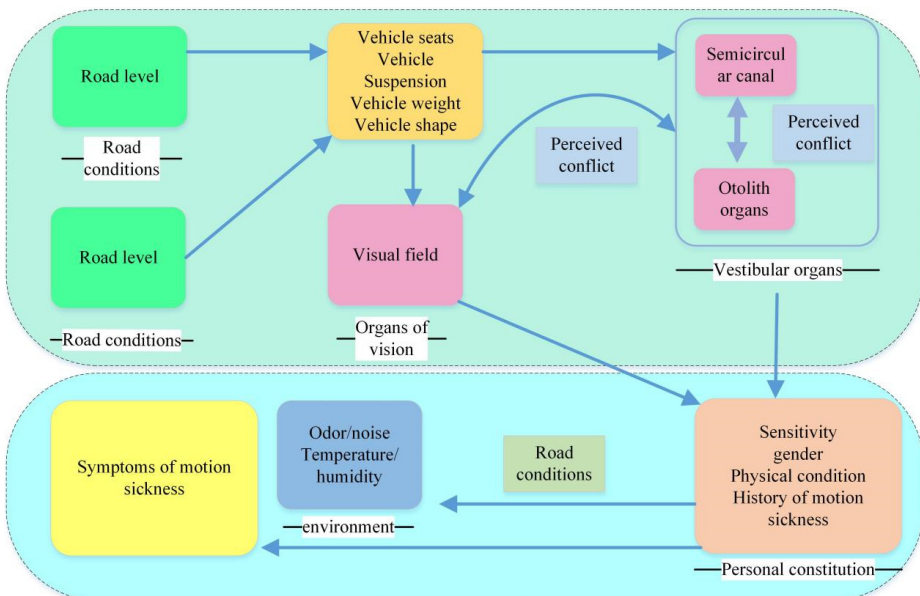 Road level
Road
conditions
Road level
Road conditions
Vehicle seats
Vehicle
Suspension
Vehicle weight
Vehicle shape
Visual field
Organs of
vision
Perceived
conflict
Semicircul
ar canal
Perceived
conflict
Otolith
organs
Vestibular organs
Symptoms of motion
sickness
Odor/noise
Temperature/
humidity
environment
Road
conditions
Sensitivity
gender
Physical condition
History of motion
sickness
Personal constitution